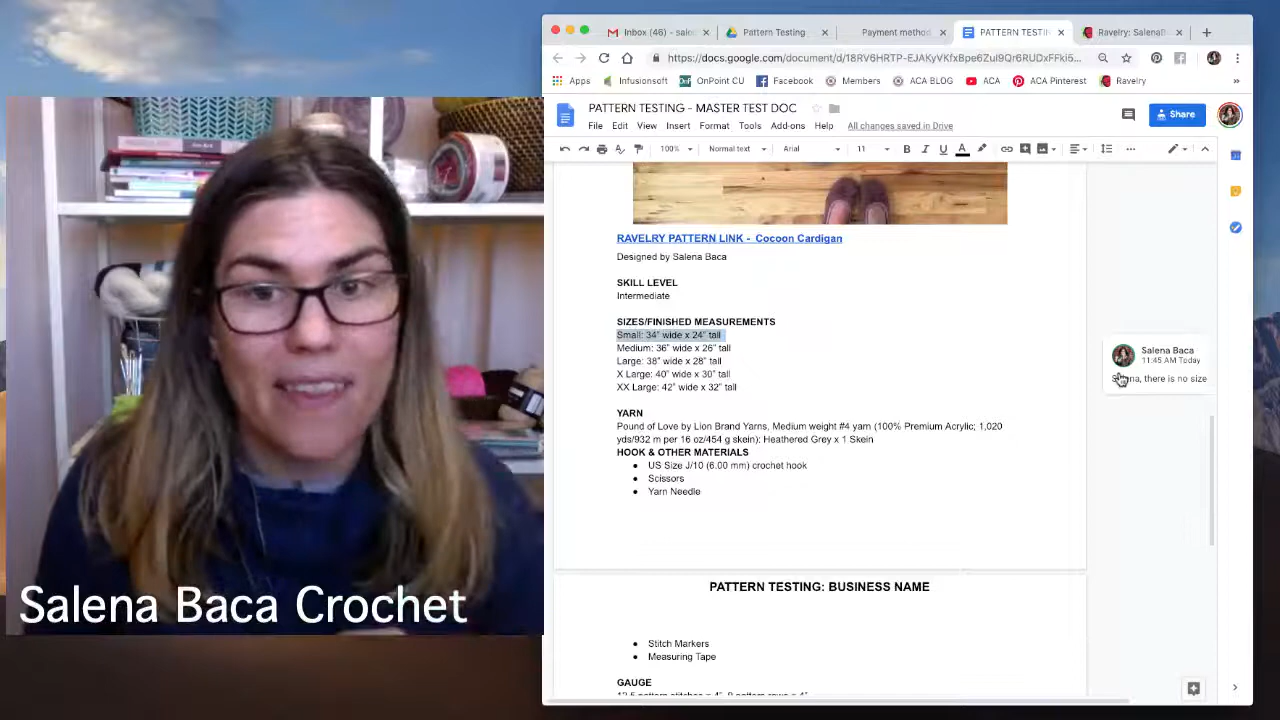 Inbox (46) - sale
Pattern Testing
Payment method
PATTERN TESTIN
Ravelry: SalenaB
https://docs.google.com/document/d/18RV6HRTP-EJAKyVKfxBpe6ZuI9Qr6RUDxFFki5...
Apps
Infusionsoft
OnPoint CU
Facebook
Members
ACA BLOG
ACA
ACA Pinterest
Ravelry
»
PATTERN TESTING - MASTER TEST DOC
Share
File Edit View Insert Format Tools Add-ons Help All changes saved in Drive
100% Normal text Arial 11 B I U A
RAVELRY PATTERN LINK - Cocoon Cardigan
Designed by Salena Baca
SKILL LEVEL
Intermediate
SIZES/FINISHED MEASUREMENTS
Small: 34" wide x 24" tall
Medium: 36" wide x 26" tall
Large: 38" wide x 28" tall
X Large: 40" wide x 30" tall
XX Large: 42" wide x 32" tall
Salena Baca
11:45 AM Today
there is no size
YARN
Pound of Love by Lion Brand Yarns, Medium weight #4 yarn (100% Premium Acrylic; 1,020
yds/932 m per 16 oz/454 g skein): Heathered Grey x 1 Skein
HOOK & OTHER MATERIALS
● US Size J/10 (6.00 mm) crochet hook
● Scissors
● Yarn Needle
PATTERN TESTING: BUSINESS NAME
● Stitch Markers
● Measuring Tape
GAUGE
Salena Baca Crochet